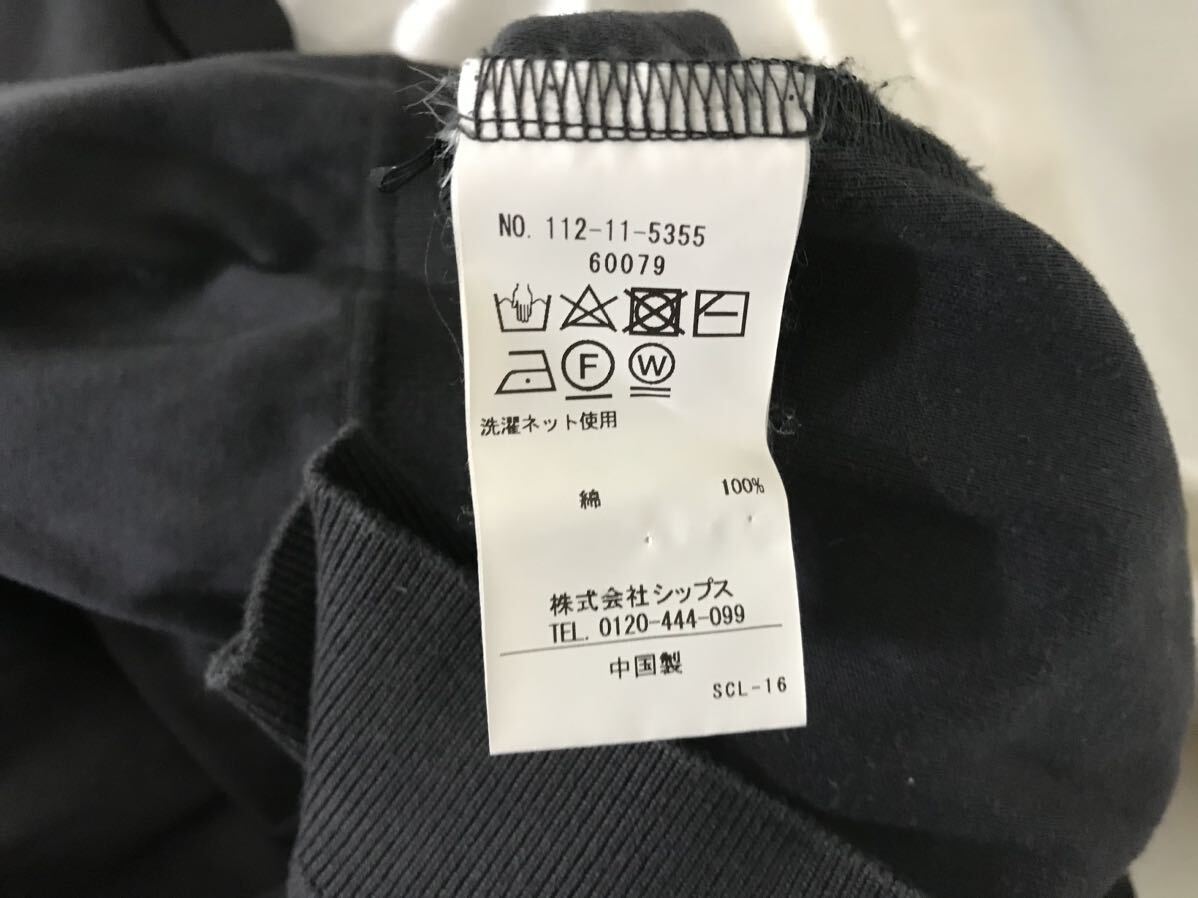 NO. 112-11-5355
60079
F W
洗濯ネット使用
綿 100%
株式会社シップス
TEL. 0120-444-099
中国製
SCL-16